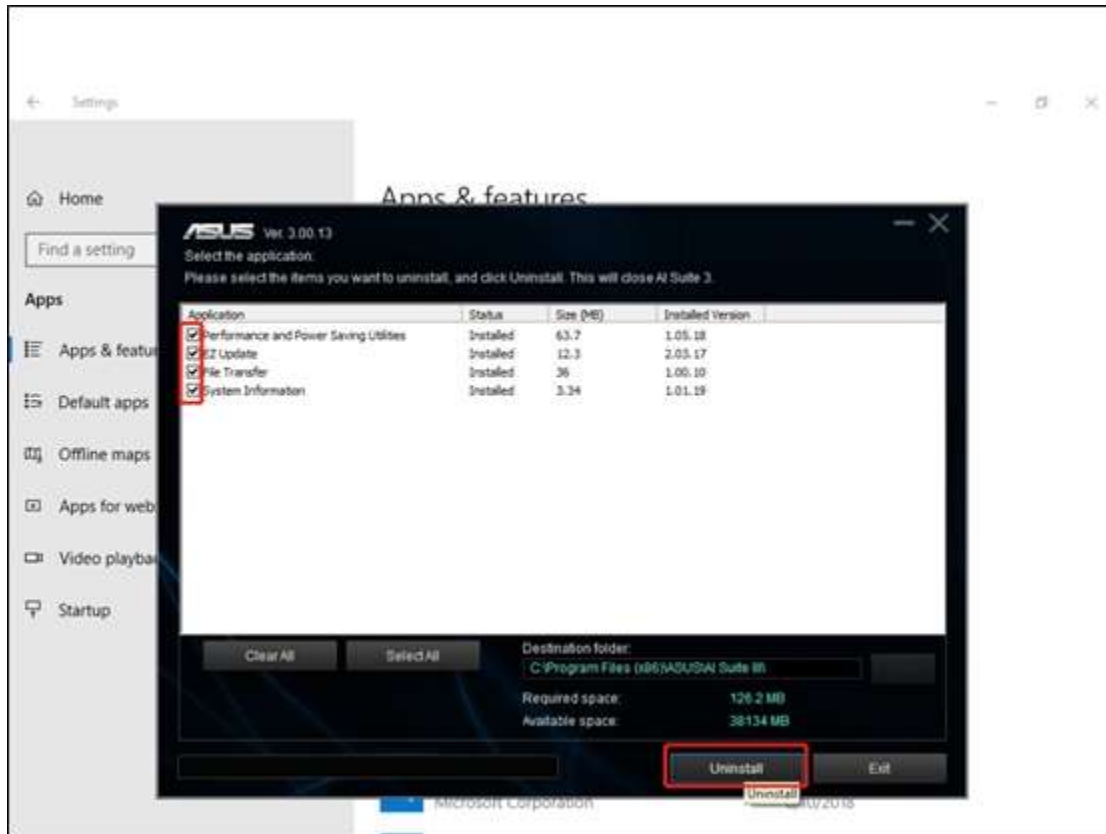 Settings
Home
Apps & features
Find a setting
Apps
Apps & featu
Default apps
Offline maps
Apps for web
Video playba
Startup
ASUS Ver. 3.00.13
Select the application:
Please select the items you want to uninstall, and click Uninstall. This will close AI Suite 3.
Application Status Size (MB) Installed Version
Performance and Power Saving Utilities Installed 63.7 1.05.18
EZ Update Installed 12.3 2.03.17
File Transfer Installed 36 1.00.10
System Information Installed 3.34 1.01.19
Clear All Select All
Destination folder:
C:\Program Files (x86)\ASUS\AI Suite III\
Required space: 126.2 MB
Available space: 38134 MB
Uninstall Exit
Uninstall
Microsoft Corporation /2018